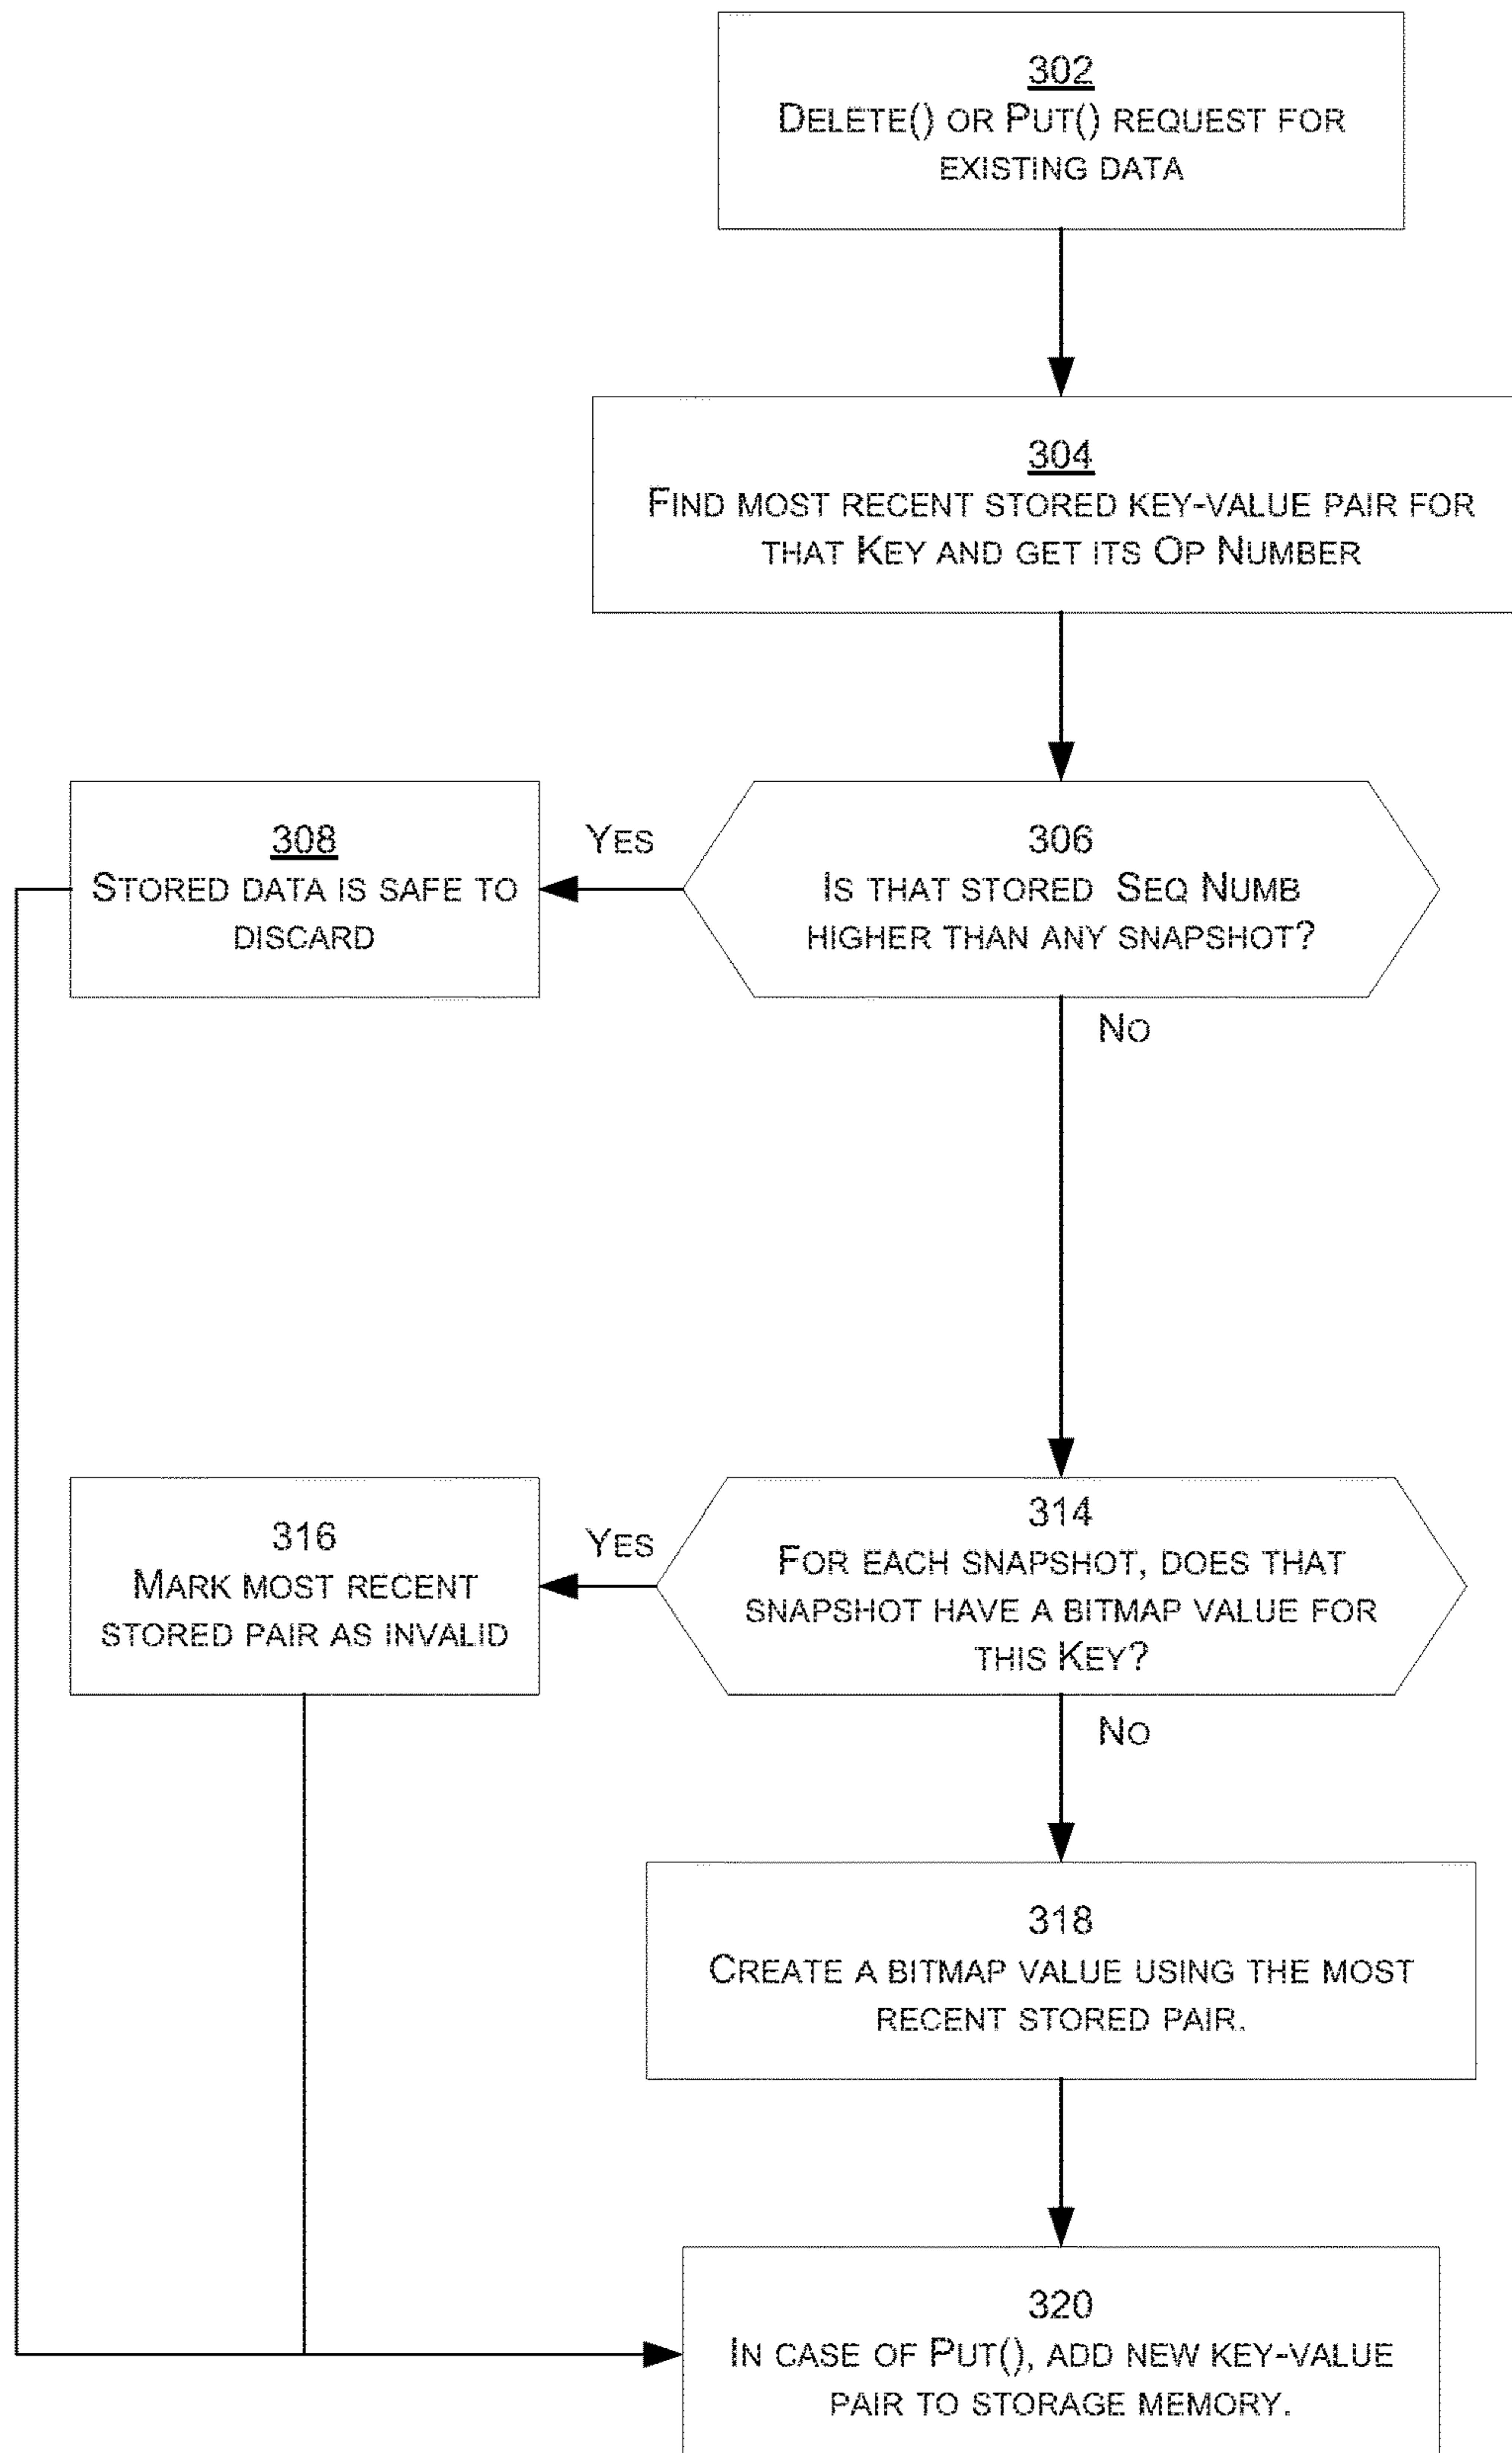 302
DELETE() OR PUT() REQUEST FOR
EXISTING DATA
304
FIND MOST RECENT STORED KEY-VALUE PAIR FOR
THAT KEY AND GET ITS OP NUMBER
308
STORED DATA IS SAFE TO
DISCARD
YES
306
IS THAT STORED SEQ NUMB
HIGHER THAN ANY SNAPSHOT?
NO
316
MARK MOST RECENT
STORED PAIR AS INVALID
YES
314
FOR EACH SNAPSHOT, DOES THAT
SNAPSHOT HAVE A BITMAP VALUE FOR
THIS KEY?
NO
318
CREATE A BITMAP VALUE USING THE MOST
RECENT STORED PAIR.
320
IN CASE OF PUT(), ADD NEW KEY-VALUE
PAIR TO STORAGE MEMORY.